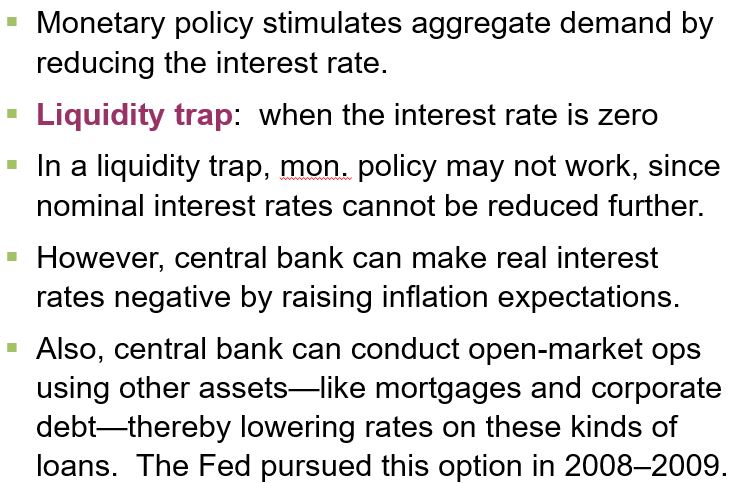 ▪ Monetary policy stimulates aggregate demand by
reducing the interest rate.
▪ Liquidity trap:  when the interest rate is zero
▪ In a liquidity trap, mon. policy may not work, since
nominal interest rates cannot be reduced further.
▪ However, central bank can make real interest
rates negative by raising inflation expectations.
▪ Also, central bank can conduct open-market ops
using other assets—like mortgages and corporate
debt—thereby lowering rates on these kinds of
loans.  The Fed pursued this option in 2008–2009.